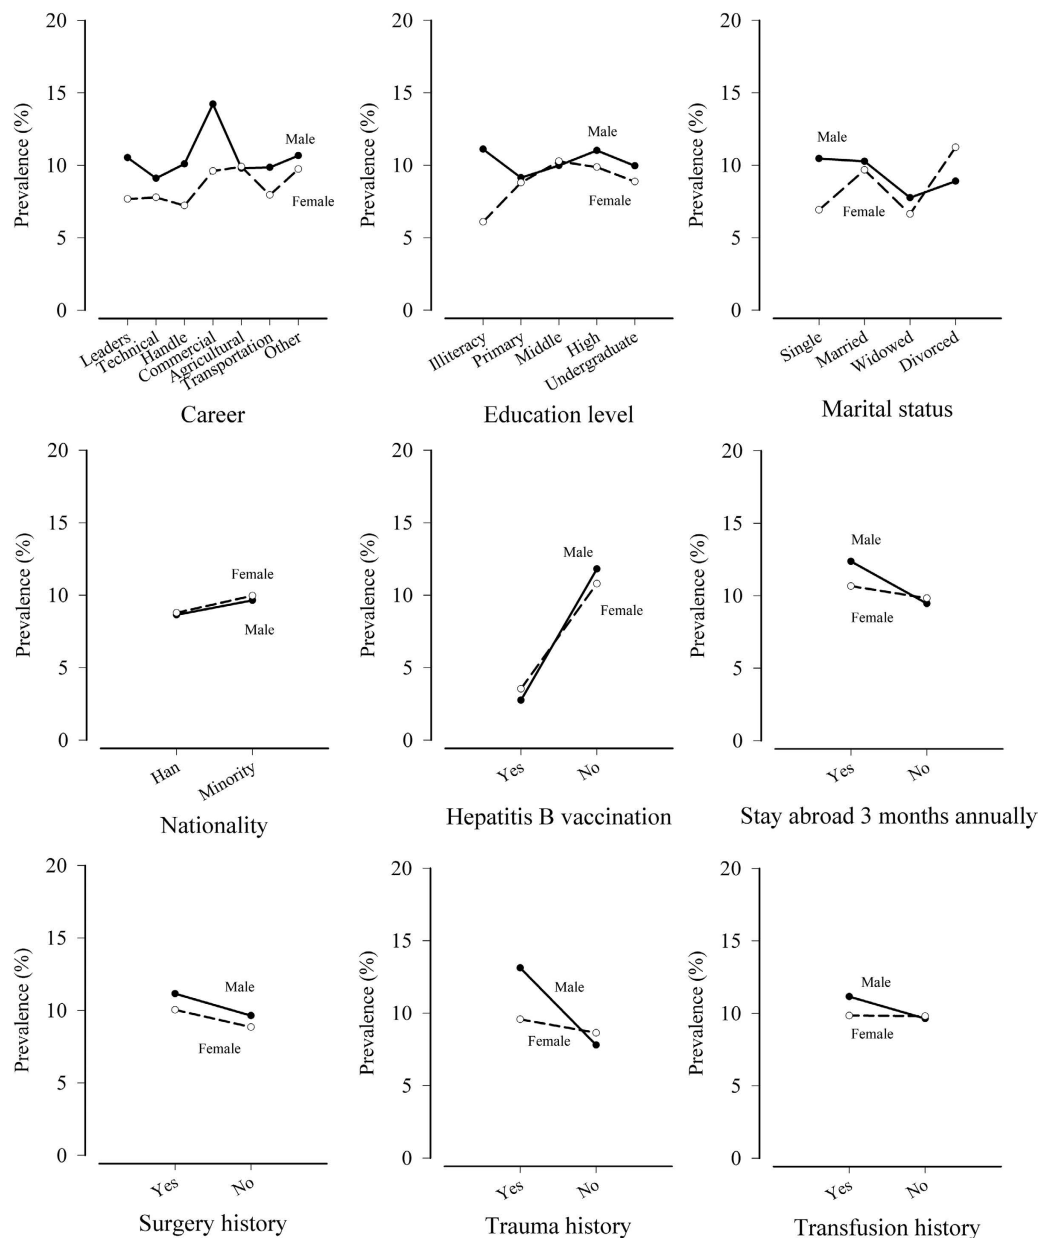 20
15
10
5
0
Prevalence (%)
Male
Female
Leaders
Technical
Handle
Commercial
Agricultural
Transportation
Other
Career
20
15
10
5
0
Prevalence (%)
Male
Female
Illiteracy
Primary
Middle
High
Undergraduate
Education level
20
15
10
5
0
Prevalence (%)
Male
Female
Single
Married
Widowed
Divorced
Marital status
20
15
10
5
0
Prevalence (%)
Female
Male
Han
Minority
Nationality
20
15
10
5
0
Prevalence (%)
Male
Female
Yes
No
Hepatitis B vaccination
20
15
10
5
0
Prevalence (%)
Male
Female
Yes
No
Stay abroad 3 months annually
20
15
10
5
0
Prevalence (%)
Male
Female
Yes
No
Surgery history
20
15
10
5
0
Prevalence (%)
Male
Female
Yes
No
Trauma history
20
15
10
5
0
Prevalence (%)
Male
Female
Yes
No
Transfusion history